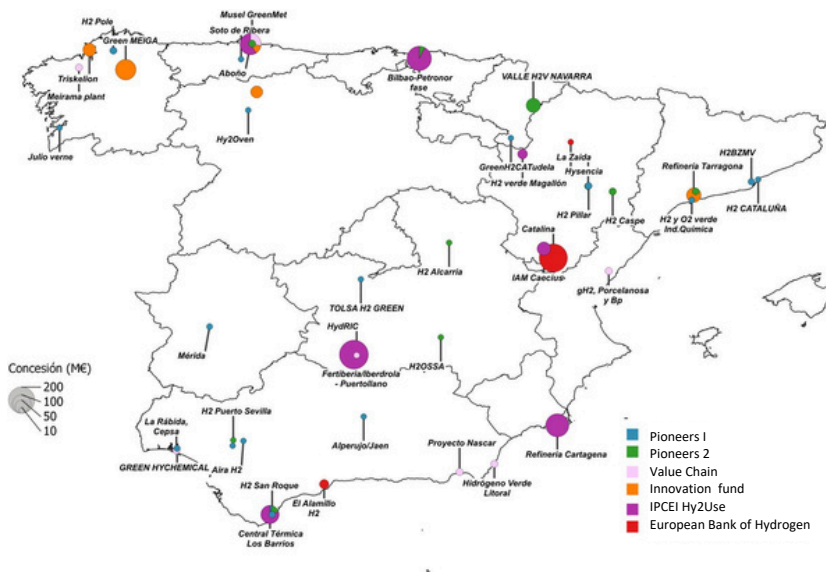 Musel GreenMet
H2 Pole
Soto de Ribera
Green MEIGA
Triskelion
Aboño
Bilbao-Petronor
fase
VALLE H2V NAVARRA
Meirama plant
Hy2Oven
Julio verne
GreenH2CATudela
H2 verde Magallón
La Zaida
Hysencia
H2 Pillar
H2 Caspe
H2BZMV
Refinería Tarragona
H2 CATALUÑA
H2 y O2 verde
Ind.Química
Catalina
IAM Caecius
H2 Alcarria
gH2, Porcelanosa
y Bp
TOLSA H2 GREEN
HydRIC
Mérida
H2OSSA
Fertiberia/Iberdrola
- Puertollano
Concesión (M€)
200
100
50
10
La Rábida,
Cepsa
H2 Puerto Sevilla
GREEN HYCHEMICAL
Aira H2
Alperujo/Jaen
Proyecto Nascar
Refinería Cartagena
Hidrógeno Verde
Litoral
H2 San Roque
El Alamillo
H2
Central Térmica
Los Barrios
Pioneers I
Pioneers 2
Value Chain
Innovation fund
IPCEI Hy2Use
European Bank of Hydrogen